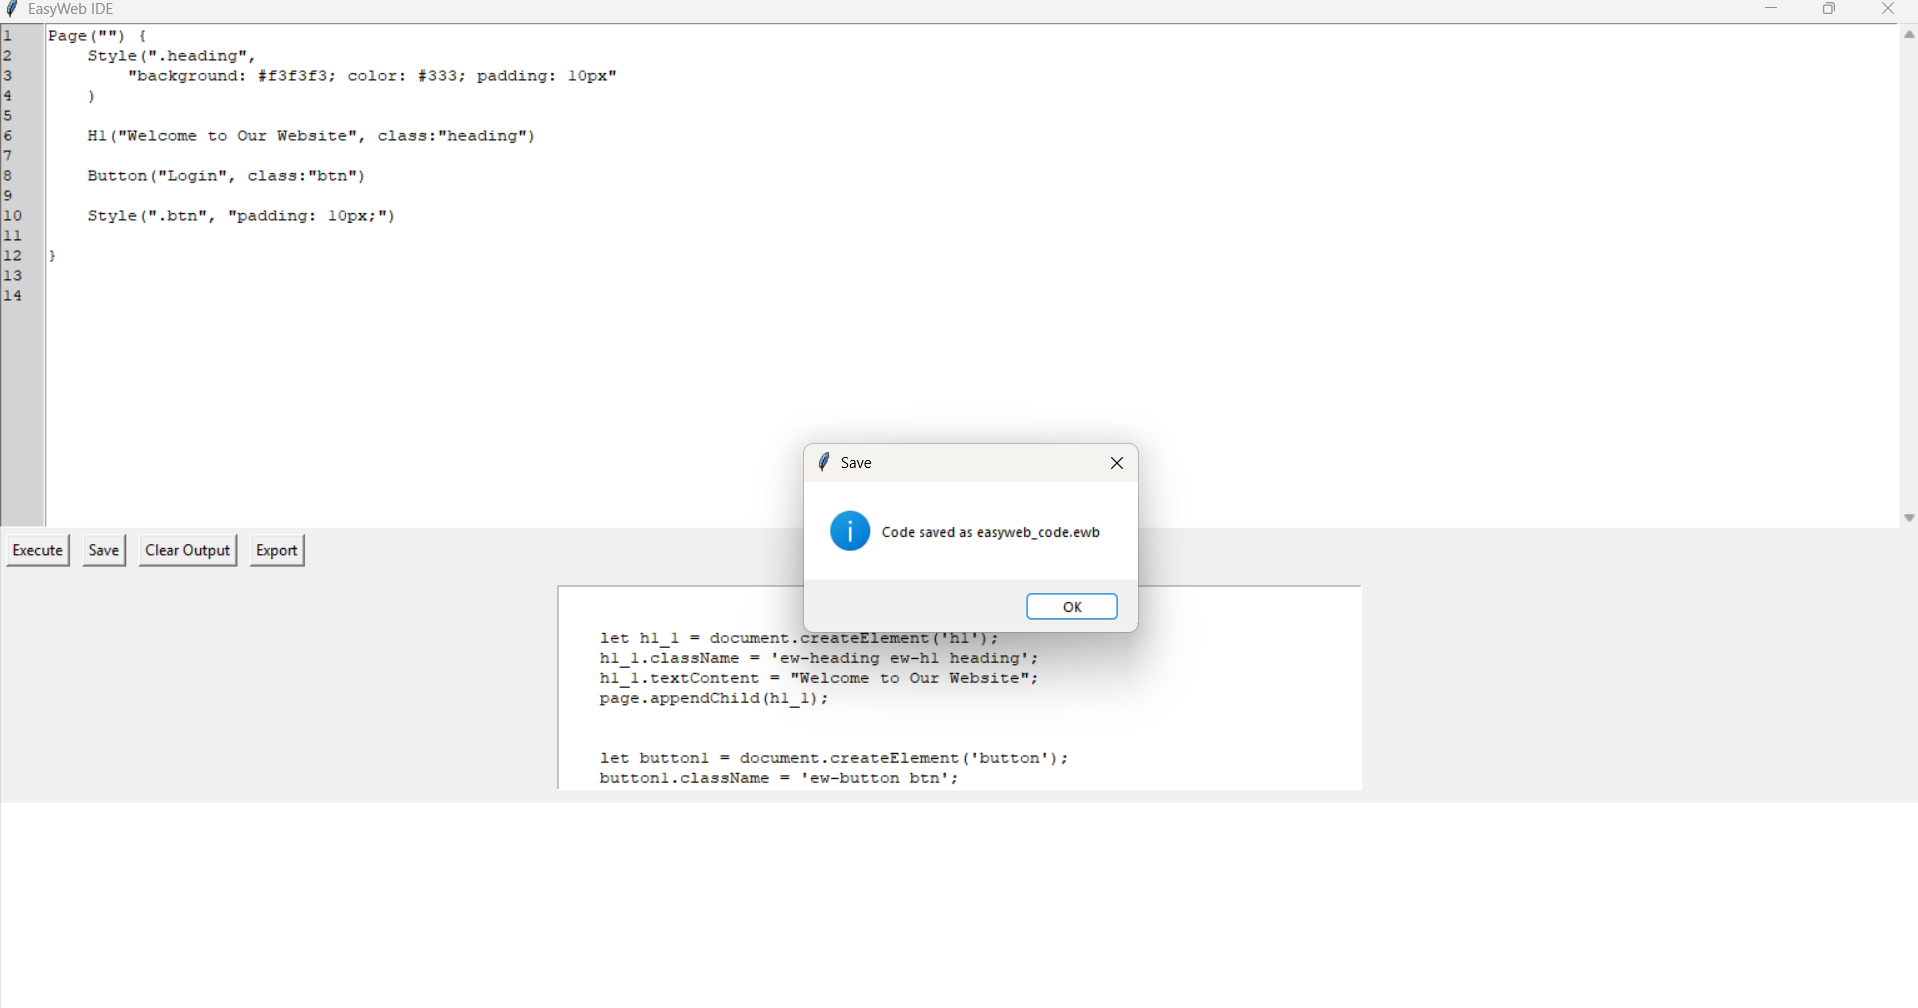 EasyWeb IDE
1 Page("") {
2 Style(".heading",
3 "background: #f3f3f3; color: #333; padding: 10px"
4 )
5
6 H1("Welcome to Our Website", class:"heading")
7
8 Button("Login", class:"btn")
9
10 Style(".btn", "padding: 10px;")
11
12 }
13
14
Save
Code saved as easyweb_code.ewb
OK
Execute Save Clear Output Export
let h1_1 = document.createElement('h1');
h1_1.className = 'ew-heading ew-h1 heading';
h1_1.textContent = "Welcome to Our Website";
page.appendChild(h1_1);
let button1 = document.createElement('button');
button1.className = 'ew-button btn';